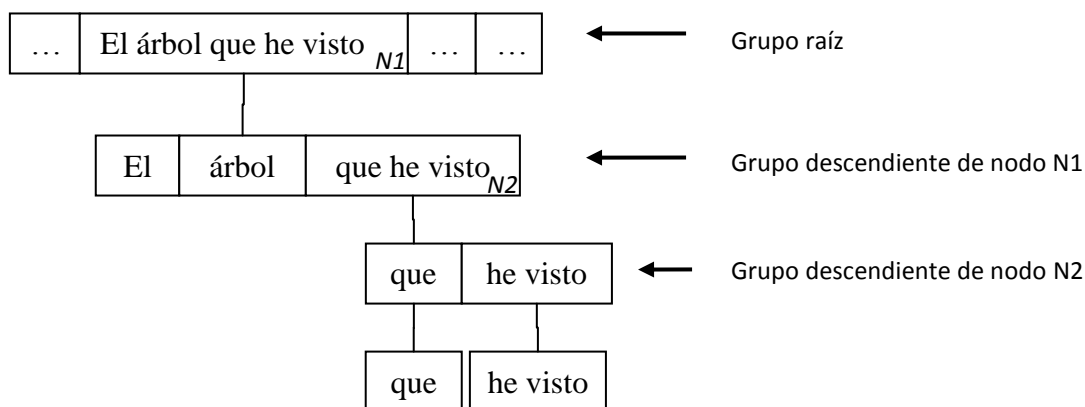 … El árbol que he visto N1 … … Grupo raíz
El árbol que he visto N2 Grupo descendiente de nodo N1
que he visto Grupo descendiente de nodo N2
que he visto